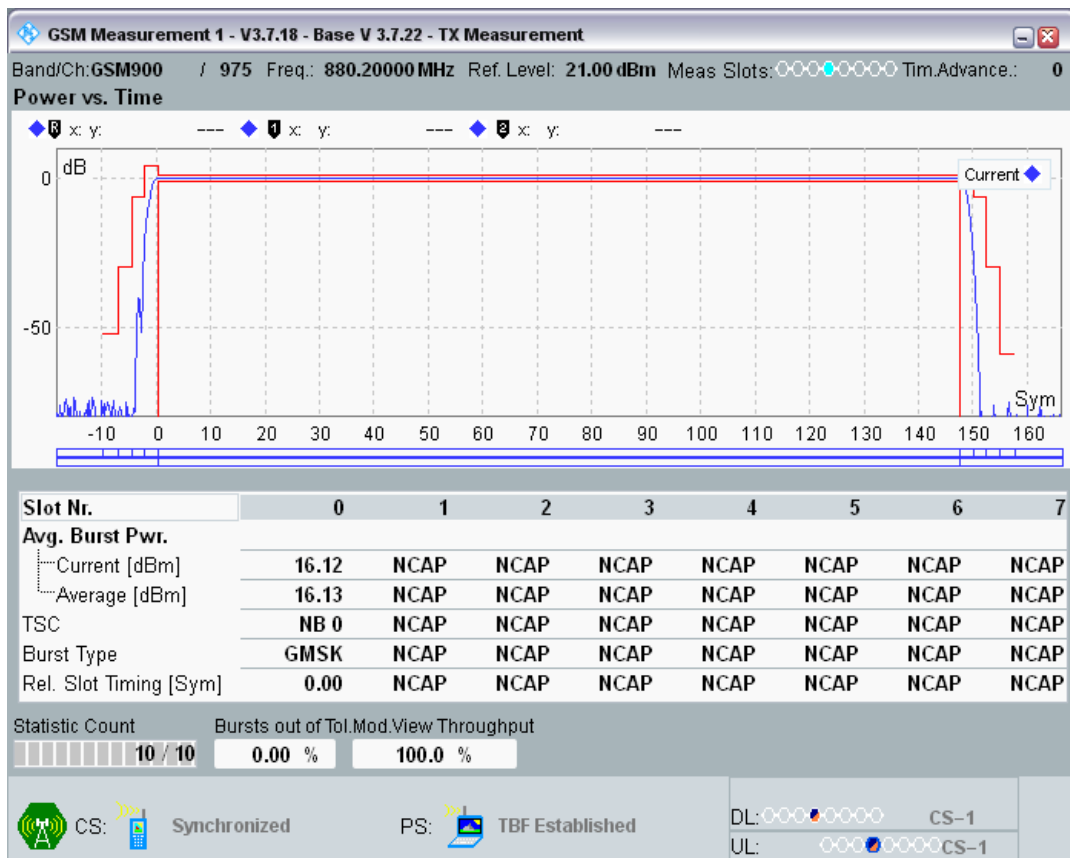 GSM Measurement 1 - V3.7.18 - Base V 3.7.22 - TX Measurement
Band/Ch:GSM900 / 975 Freq.: 880.20000 MHz Ref. Level: 21.00 dBm Meas Slots: Tim.Advance.: 0
Power vs. Time
R x: y: --- 1 x: y: --- 2 x: y: ---
dB
Current
0
-50
Sym
-10 0 10 20 30 40 50 60 70 80 90 100 110 120 130 140 150 160
Slot Nr. 0 1 2 3 4 5 6 7
Avg. Burst Pwr.
Current [dBm] 16.12 NCAP NCAP NCAP NCAP NCAP NCAP NCAP
Average [dBm] 16.13 NCAP NCAP NCAP NCAP NCAP NCAP NCAP
TSC NB 0 NCAP NCAP NCAP NCAP NCAP NCAP NCAP
Burst Type GMSK NCAP NCAP NCAP NCAP NCAP NCAP NCAP
Rel. Slot Timing [Sym] 0.00 NCAP NCAP NCAP NCAP NCAP NCAP NCAP
Statistic Count Bursts out of Tol.Mod.View Throughput
10 / 10 0.00 % 100.0 %
CS: Synchronized PS: TBF Established
DL: CS-1
UL: CS-1